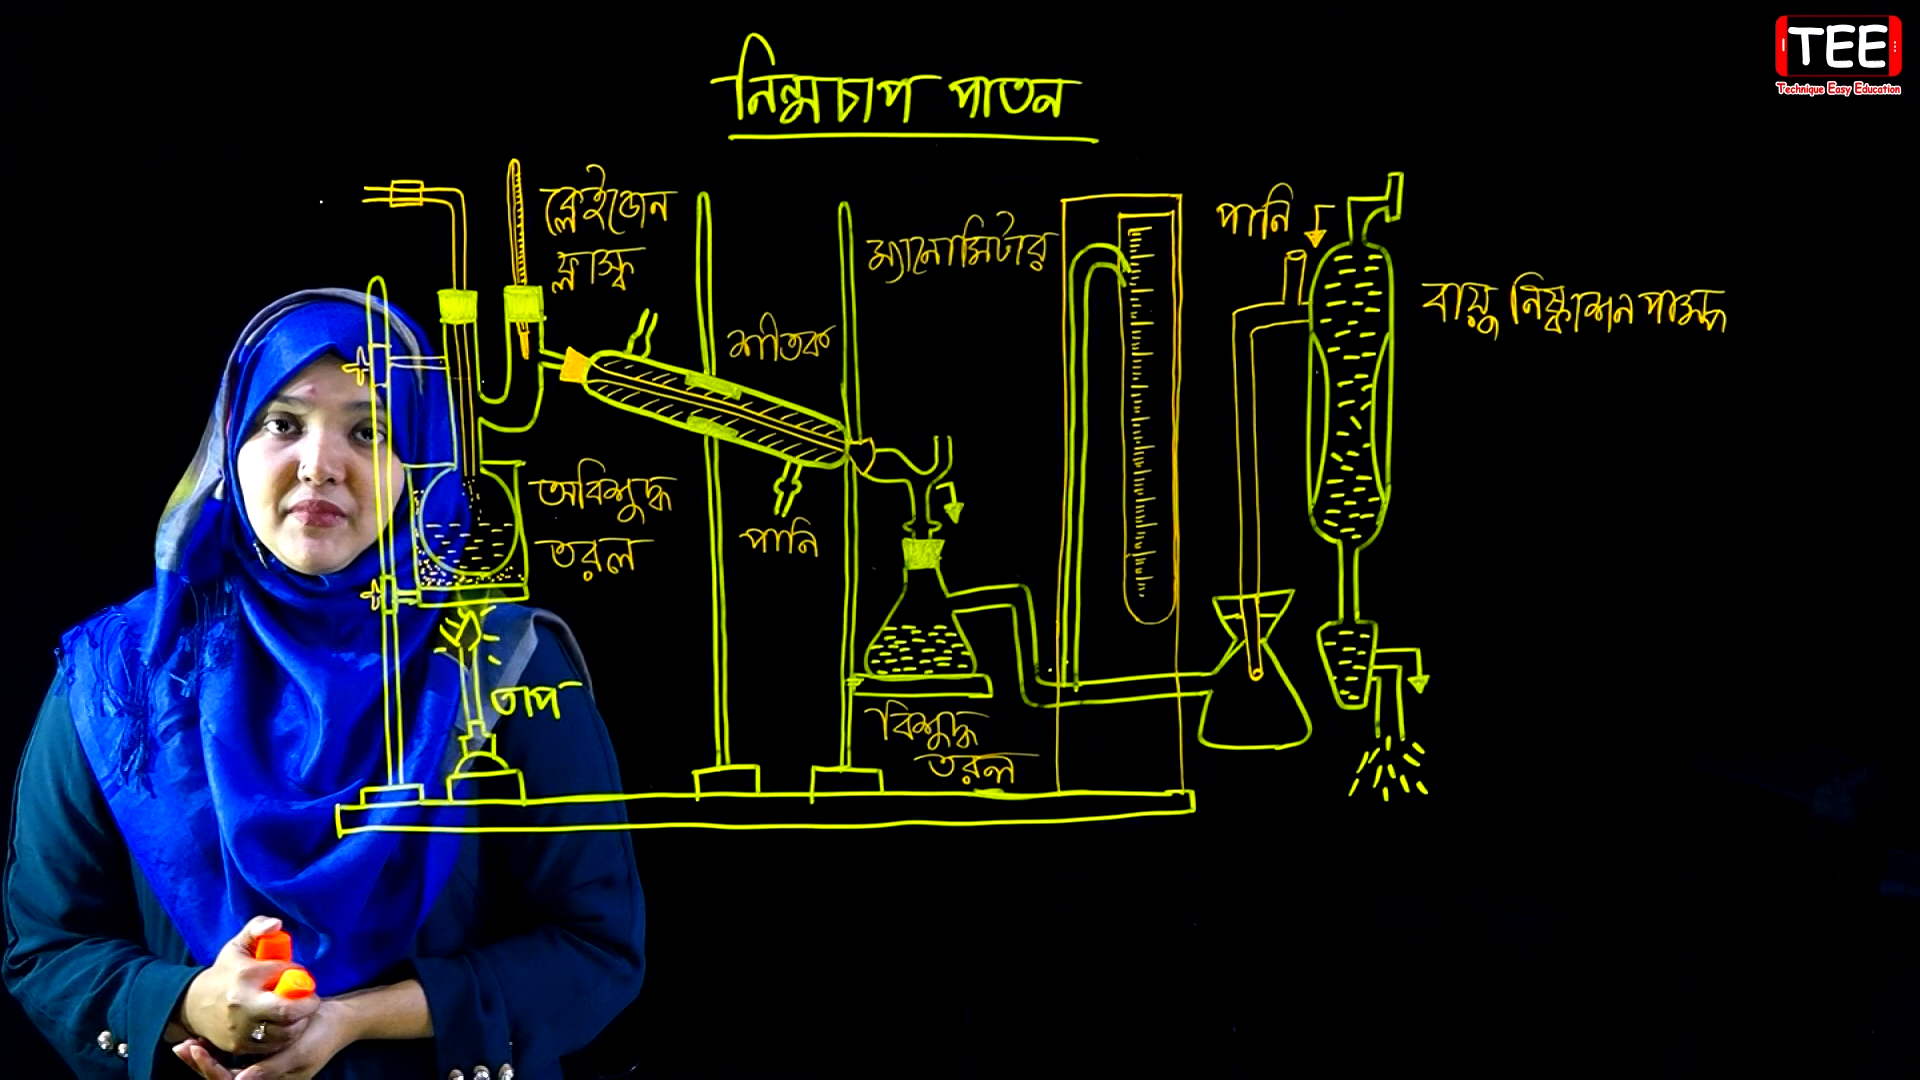 নিম্নচাপ পাতন
TEE
Technique Easy Education
ক্লেইজেন
ফ্লাস্ক
ম্যানোমিটার
পানি
বায়ু নিষ্কাশন পাম্প
শীতক
অবিশুদ্ধ
তরল
পানি
তাপ
বিশুদ্ধ
তরল